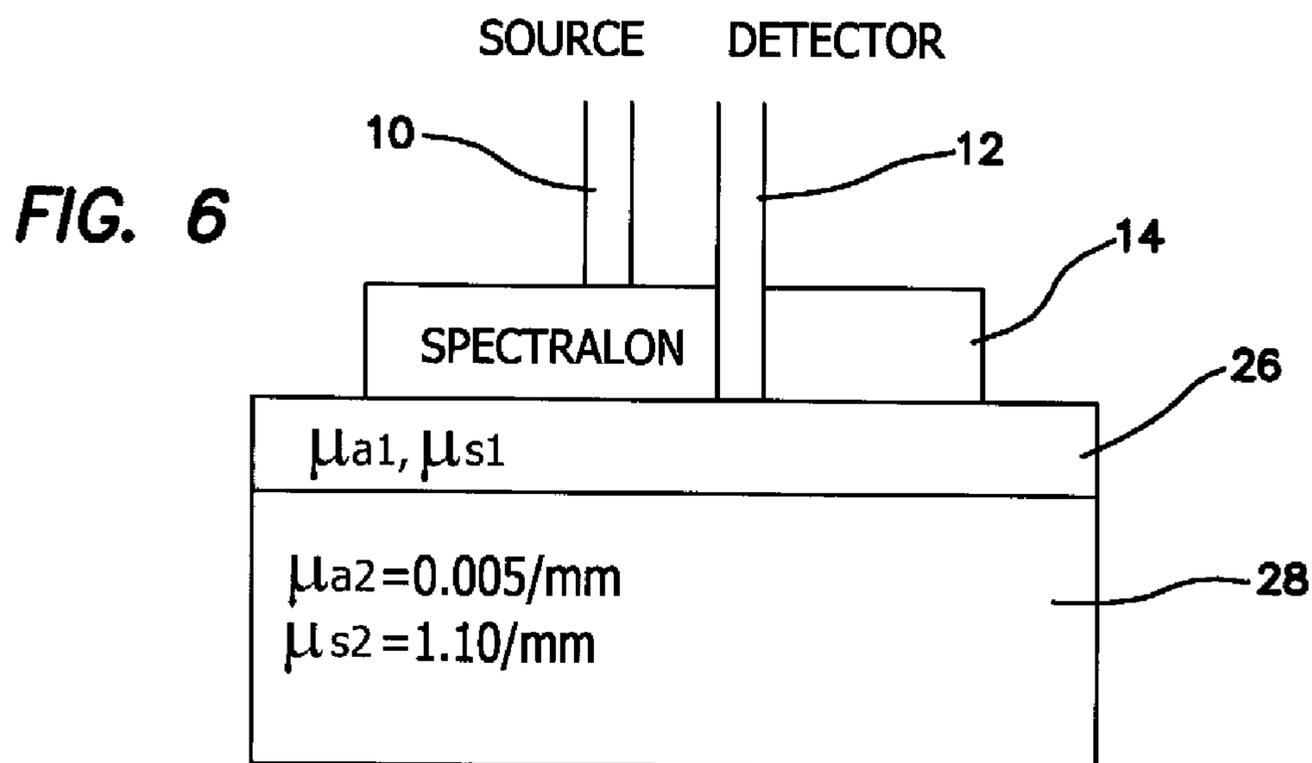 SOURCE DETECTOR
10
12
FIG. 6
14
SPECTRALON
26
μa1, μs1
μa2=0.005/mm
28
μs2=1.10/mm